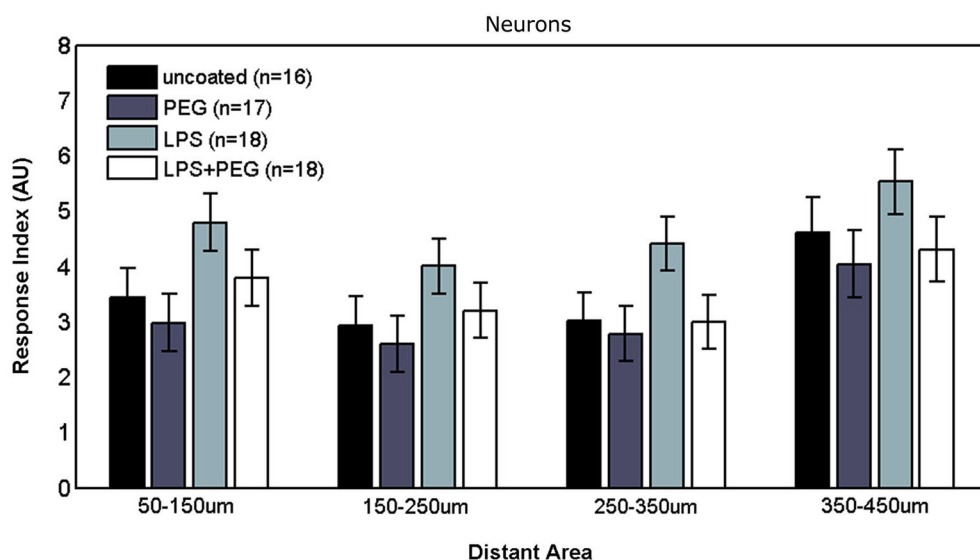 Neurons
8
7
6
5
4
3
2
1
0
Response Index (AU)
uncoated (n=16)
PEG (n=17)
LPS (n=18)
LPS+PEG (n=18)
50-150um 150-250um 250-350um 350-450um
Distant Area